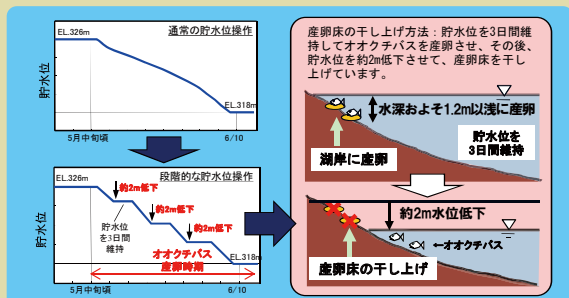 通常の貯水位操作
EL.326m
貯水位
EL.318m
5月中旬頃
6/10
段階的な貯水位操作
EL.326m
約2m低下
約2m低下
約2m低下
貯水位
を3日間
維持
貯水位
オオクチバス
産卵時期
EL.318m
5月中旬頃
6/10
産卵床の干し上げ方法：貯水位を3日間維
持してオオクチバスを産卵させ、その後、
貯水位を約2m低下させて、産卵床を干し
上げています。
水深およそ1.2m以浅に産卵
貯水位を
3日間維持
湖岸に産卵
約2m水位低下
←オオクチバス
産卵床の干し上げ